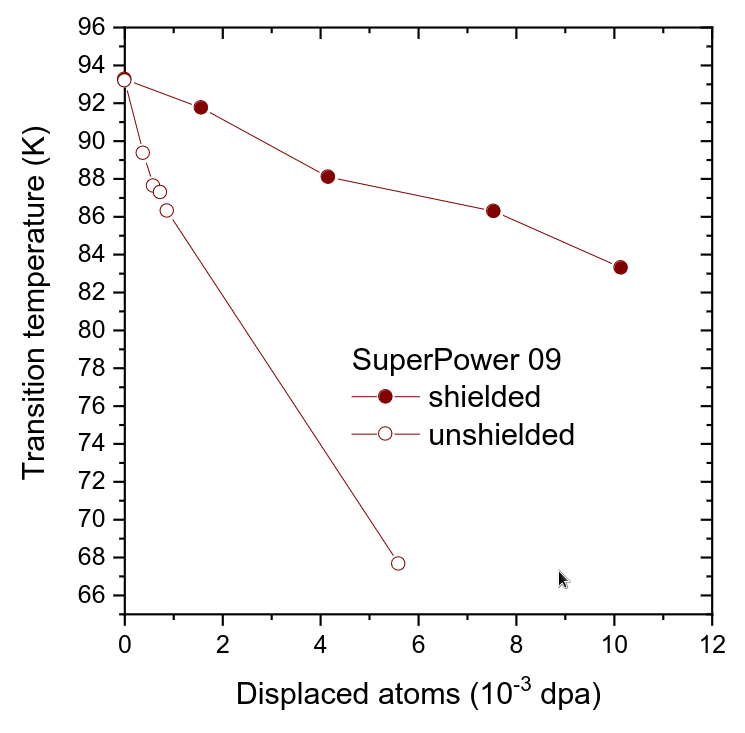 96
94
92
90
88
86
84
82
80
78
76
74
72
70
68
66
Transition temperature (K)
SuperPower 09
shielded
unshielded
0 2 4 6 8 10 12
Displaced atoms (10⁻³ dpa)